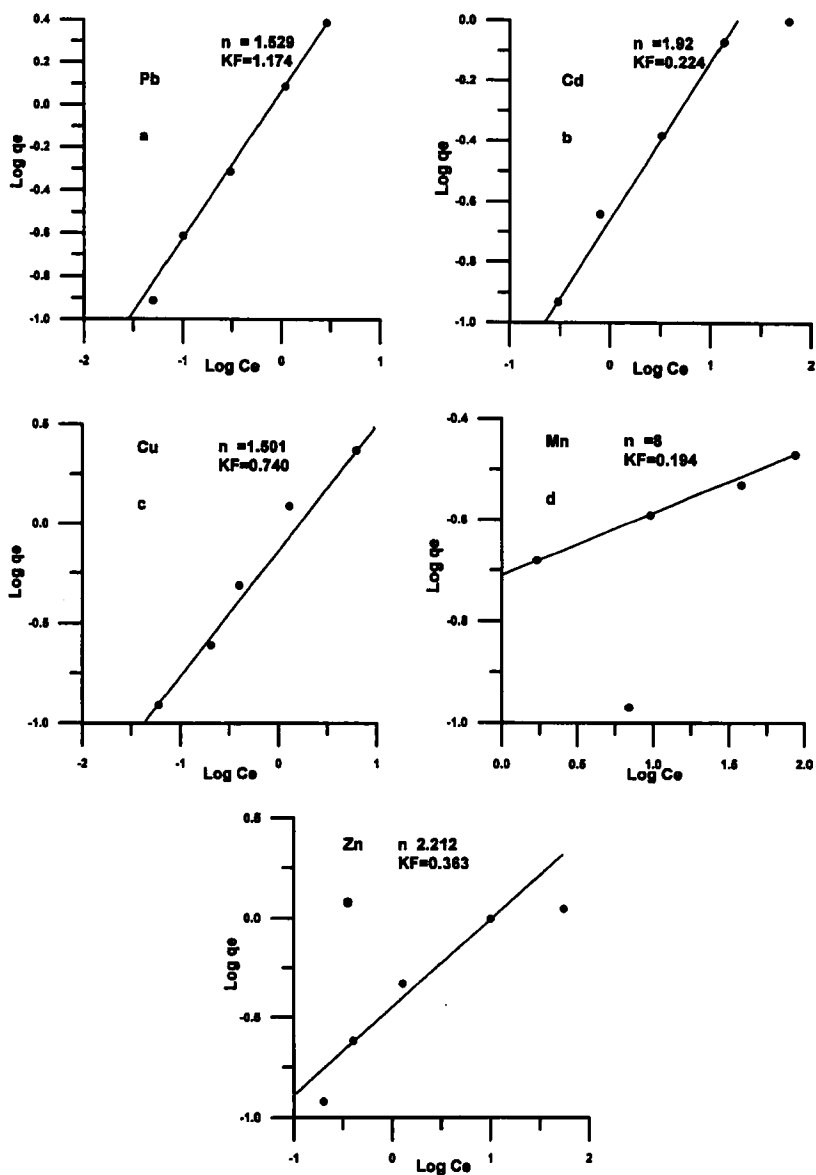 0.4
0.2
0.0
-0.2
-0.4
-0.6
-0.8
-1.0
Log qe
Pb
a
n = 1.529
KF=1.174
-2
-1
0
1
Log Ce
0.0
-0.2
-0.4
-0.6
-0.8
-1.0
Log qe
Cd
b
n =1.92
KF=0.224
-1
0
1
2
Log Ce
0.5
0.0
-0.5
-1.0
Log qe
Cu
c
n =1.501
KF=0.740
-2
-1
0
1
Log Ce
-0.4
-0.6
-0.8
-1.0
Log qe
Mn
d
n =8
KF=0.194
0.0
0.5
1.0
1.5
2.0
Log Ce
0.5
0.0
-0.5
-1.0
Log qe
Zn
e
n 2.212
KF=0.363
-1
0
1
2
Log Ce